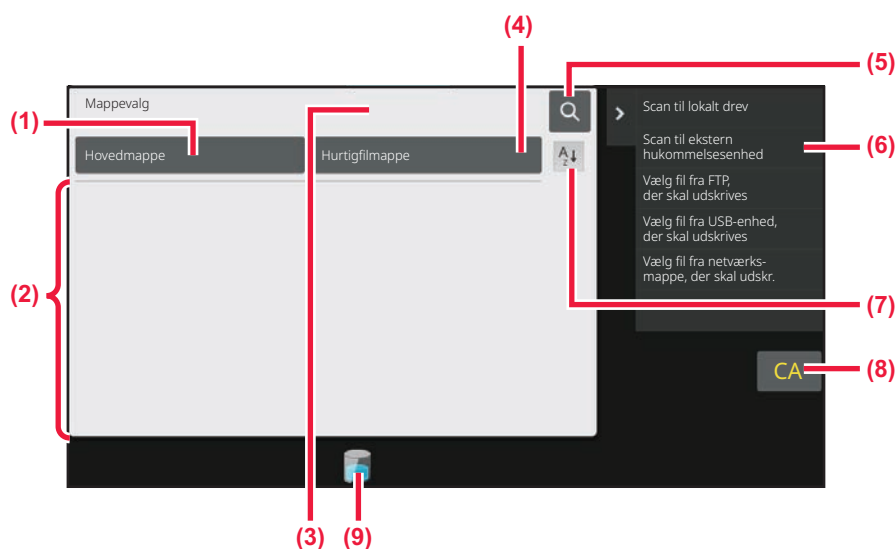 (4)
(5)
(1)
Mappevalg
Scan til lokalt drev
Hovedmappe
Hurtigfilmappe
A
Z
Scan til ekstern
hukommelsesenhed
(6)
Vælg fil fra FTP,
der skal udskrives
Vælg fil fra USB-enhed,
der skal udskrives
Vælg fil fra netværks-
mappe, der skal udskr.
(2)
(7)
CA
(8)
(3)
(9)